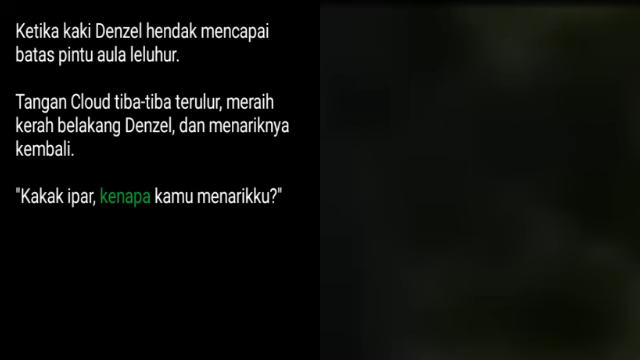 Ketika kaki Denzel hendak mencapai
batas pintu aula leluhur.
Tangan Cloud tiba-tiba terulur, meraih
kerah belakang Denzel, dan menariknya
kembali.
"Kakak ipar, kenapa kamu menarikku?"